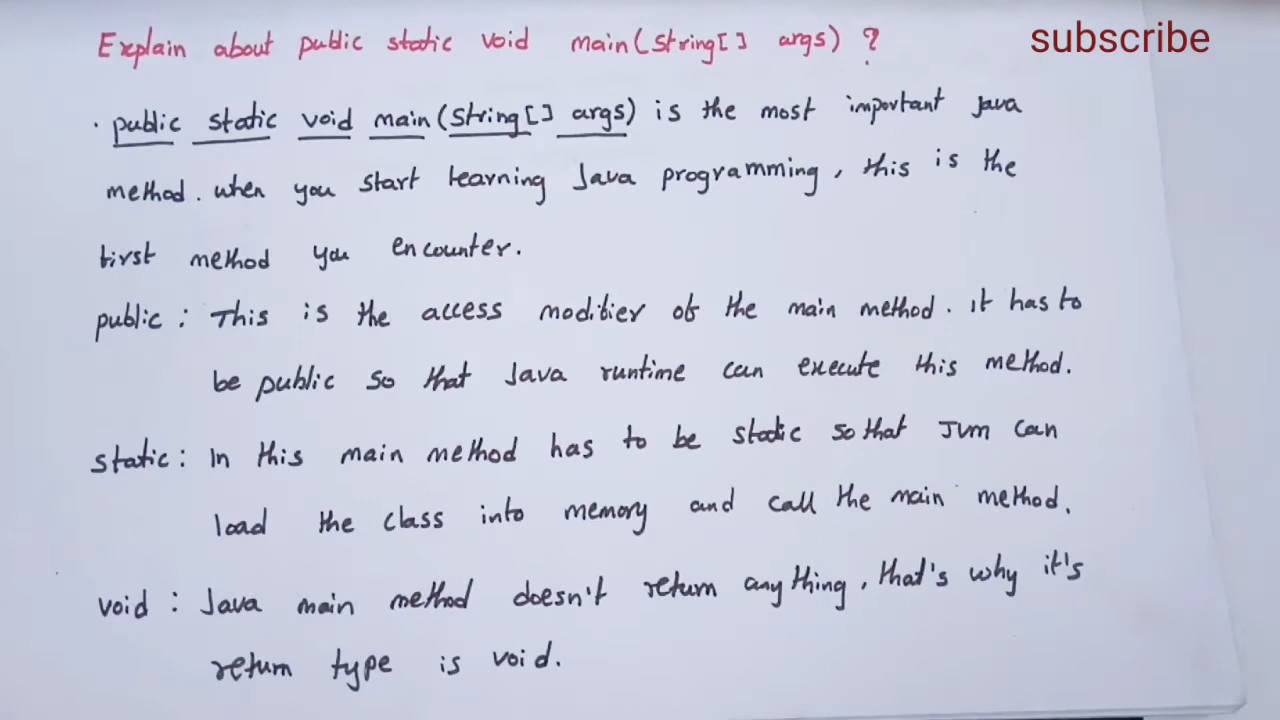 Explain about public static void main(String[] args) ?
subscribe
. public static void main(String[] args) is the most important java
method. when you start learning Java programming, this is the
first method you encounter.
public : This is the access modifier of the main method. it has to
be public so that Java runtime can execute this method.
static : In this main method has to be static so that JVM can
load the class into memory and call the main method.
void : Java main method doesn't return anything, that's why it's
return type is void.